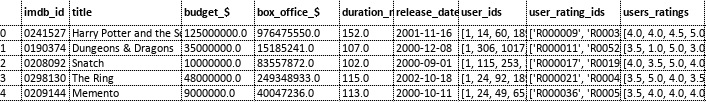 imdb_id title budget_$ box_office_$ duration_m release_date user_ids user_rating_ids users_ratings
0 0241527 Harry Potter and the So 125000000.0 976475550.0 152.0 2001-11-16 [1, 14, 60, 18 ['R000009', 'R0003 [4.0, 4.0, 4.5, 5.0
1 0190374 Dungeons & Dragons 35000000.0 15185241.0 107.0 2000-12-08 [1, 306, 1017 ['R000011', 'R0052 [3.5, 1.0, 5.0, 3.0
2 0208092 Snatch 10000000.0 83557872.0 102.0 2000-09-01 [1, 115, 253, ['R000017', 'R0019 [4.0, 3.5, 5.0, 4.0
3 0298130 The Ring 48000000.0 249348933.0 115.0 2002-10-18 [1, 24, 92, 18 ['R000021', 'R0004 [3.5, 5.0, 4.0, 3.5
4 0209144 Memento 9000000.0 40047236.0 113.0 2000-10-11 [1, 24, 49, 65 ['R000036', 'R0005 [3.5, 4.0, 4.0, 4.0